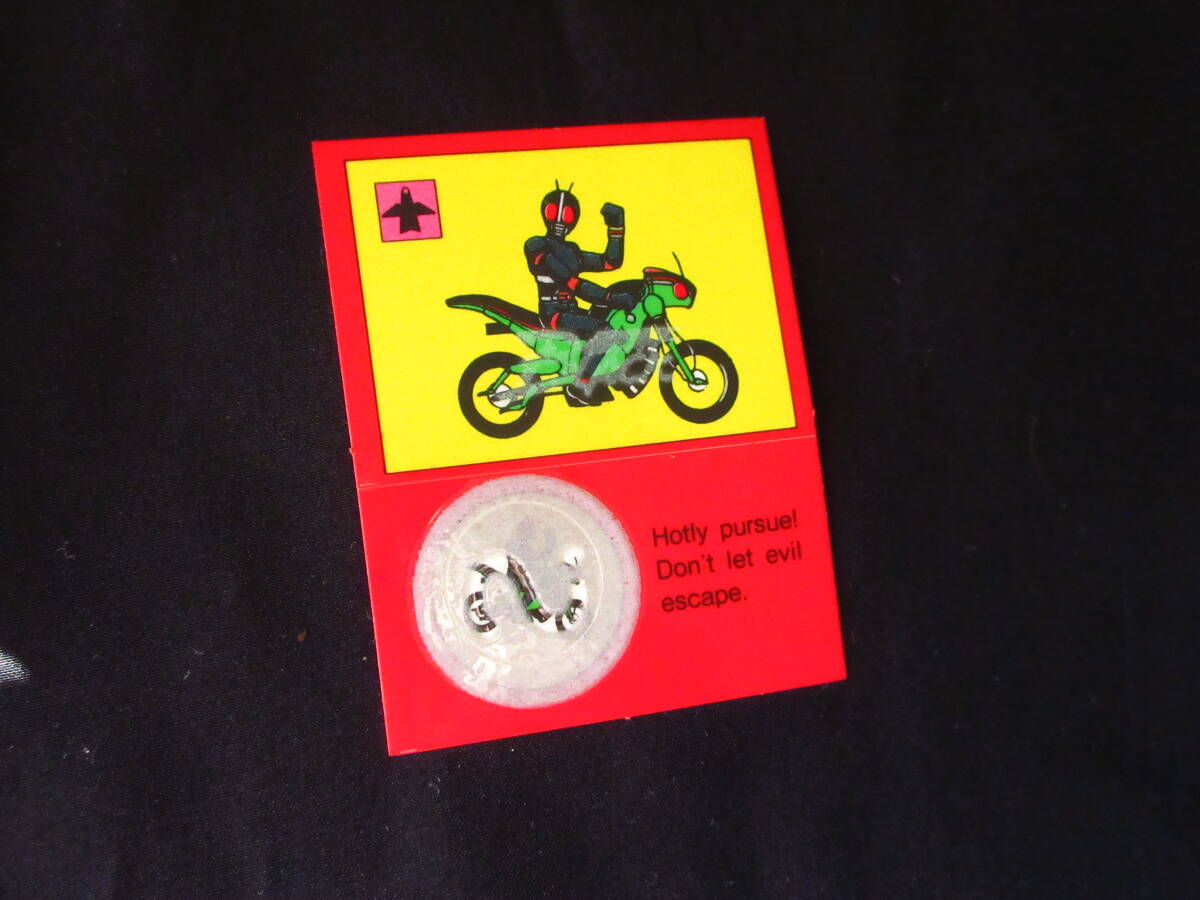 Hotly pursue!
Don't let evil
escape.